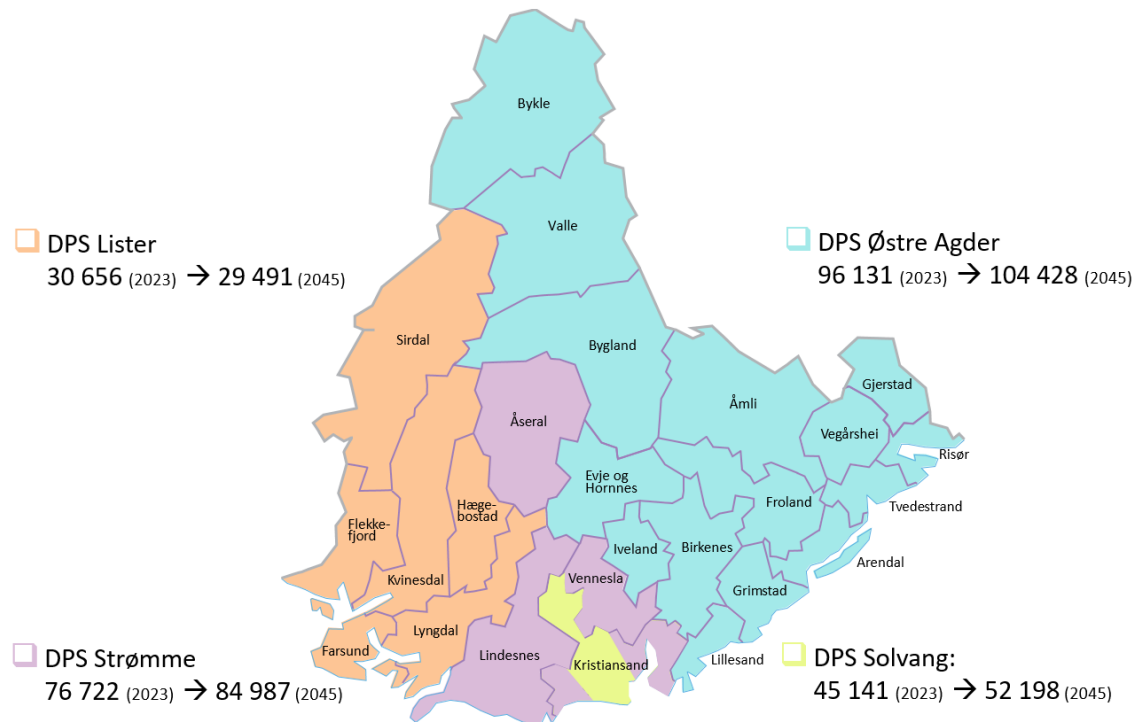 Bykle
Valle
DPS Lister
30 656 (2023) → 29 491 (2045)
DPS Østre Agder
96 131 (2023) → 104 428 (2045)
Sirdal
Bygland
Gjerstad
Åmli
Åseral
Vegårshei
Risør
Evje og
Hornnes
Hæge-
bostad
Froland
Tvedestrand
Flekke-
fjord
Iveland
Birkenes
Arendal
Kvinesdal
Vennesla
Grimstad
Lyngdal
Farsund
Lindesnes
Kristiansand
Lillesand
DPS Strømme
76 722 (2023) → 84 987 (2045)
DPS Solvang:
45 141 (2023) → 52 198 (2045)